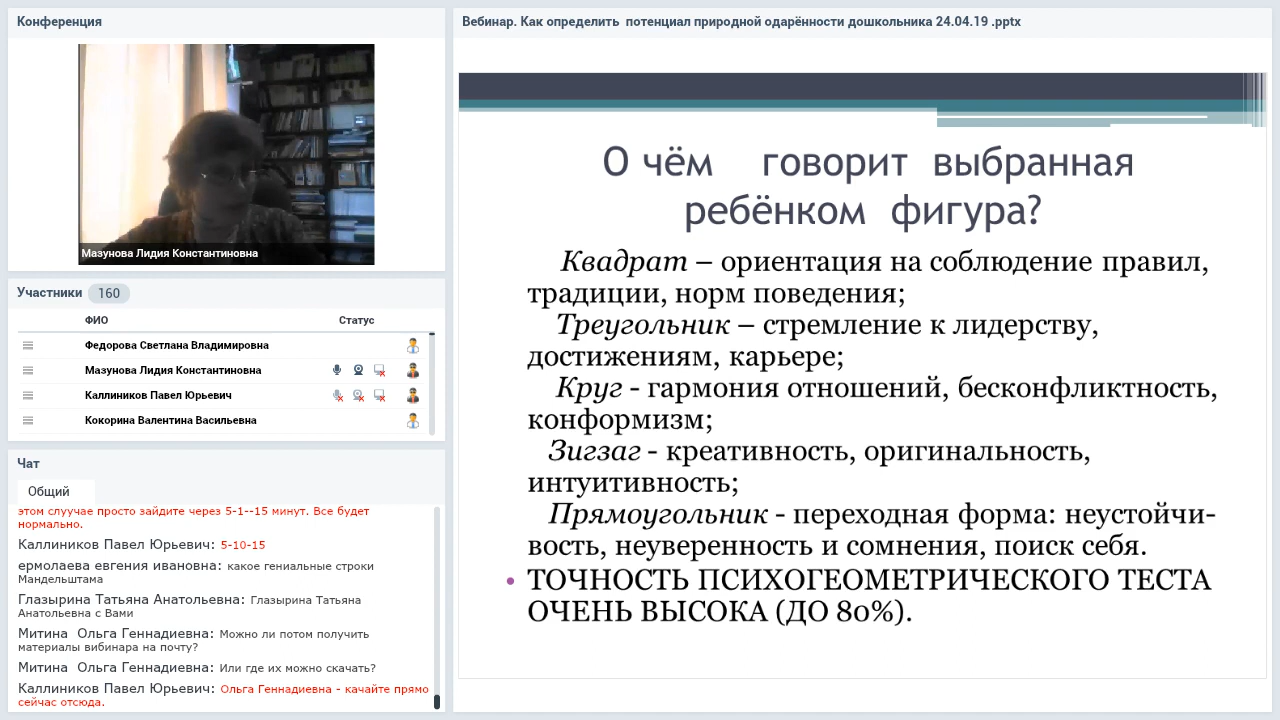 Конференция
Мазунова Лидия Константиновна
Участники 160
ФИО Статус
Федорова Светлана Владимировна
Мазунова Лидия Константиновна
Каллиников Павел Юрьевич
Кокорина Валентина Васильевна
Чат
Общий
этом слуучае просто зайдите через 5-1--15 минут. Все будет
нормально.
Каллиников Павел Юрьевич: 5-10-15
ермолаева евгения ивановна: какое гениальные строки
Мандельштама
Глазырина Татьяна Анатольевна: Глазырина Татьяна
Анатольевна с Вами
Митина Ольга Геннадиевна: Можно ли потом получить
материалы вибинара на почту?
Митина Ольга Геннадиевна: Или где их можно скачать?
Каллиников Павел Юрьевич: Ольга Геннадиевна - качайте прямо
сейчас отсюда.
Вебинар. Как определить потенциал природной одарённости дошкольника 24.04.19 .pptx
О чём говорит выбранная
ребёнком фигура?
Квадрат – ориентация на соблюдение правил,
традиции, норм поведения;
Треугольник – стремление к лидерству,
достижениям, карьере;
Круг - гармония отношений, бесконфликтность,
конформизм;
Зигзаг - креативность, оригинальность,
интуитивность;
Прямоугольник - переходная форма: неустойчи-
вость, неуверенность и сомнения, поиск себя.
• ТОЧНОСТЬ ПСИХОГЕОМЕТРИЧЕСКОГО ТЕСТА
ОЧЕНЬ ВЫСОКА (ДО 80%).